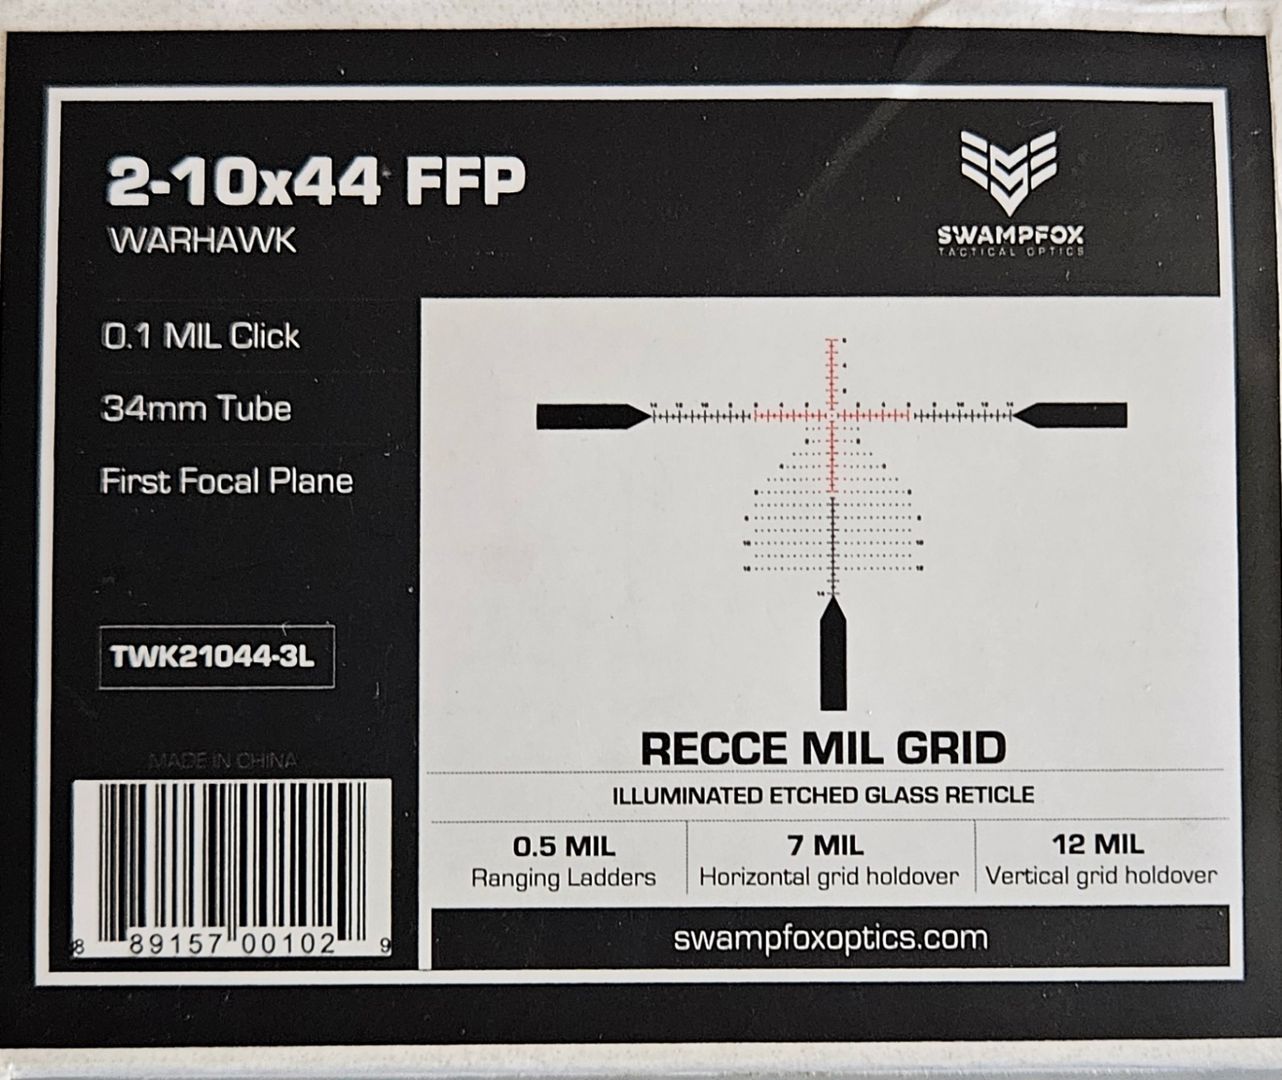 2-10x44 FFP
WARHAWK
SWAMPFOX
TACTICAL OPTICS
0.1 MIL Click
34mm Tube
First Focal Plane
TWK21044-3L
MADE IN CHINA
8 89157 00102 9
RECCE MIL GRID
ILLUMINATED ETCHED GLASS RETICLE
0.5 MIL
Ranging Ladders
7 MIL
Horizontal grid holdover
12 MIL
Vertical grid holdover
swampfoxoptics.com